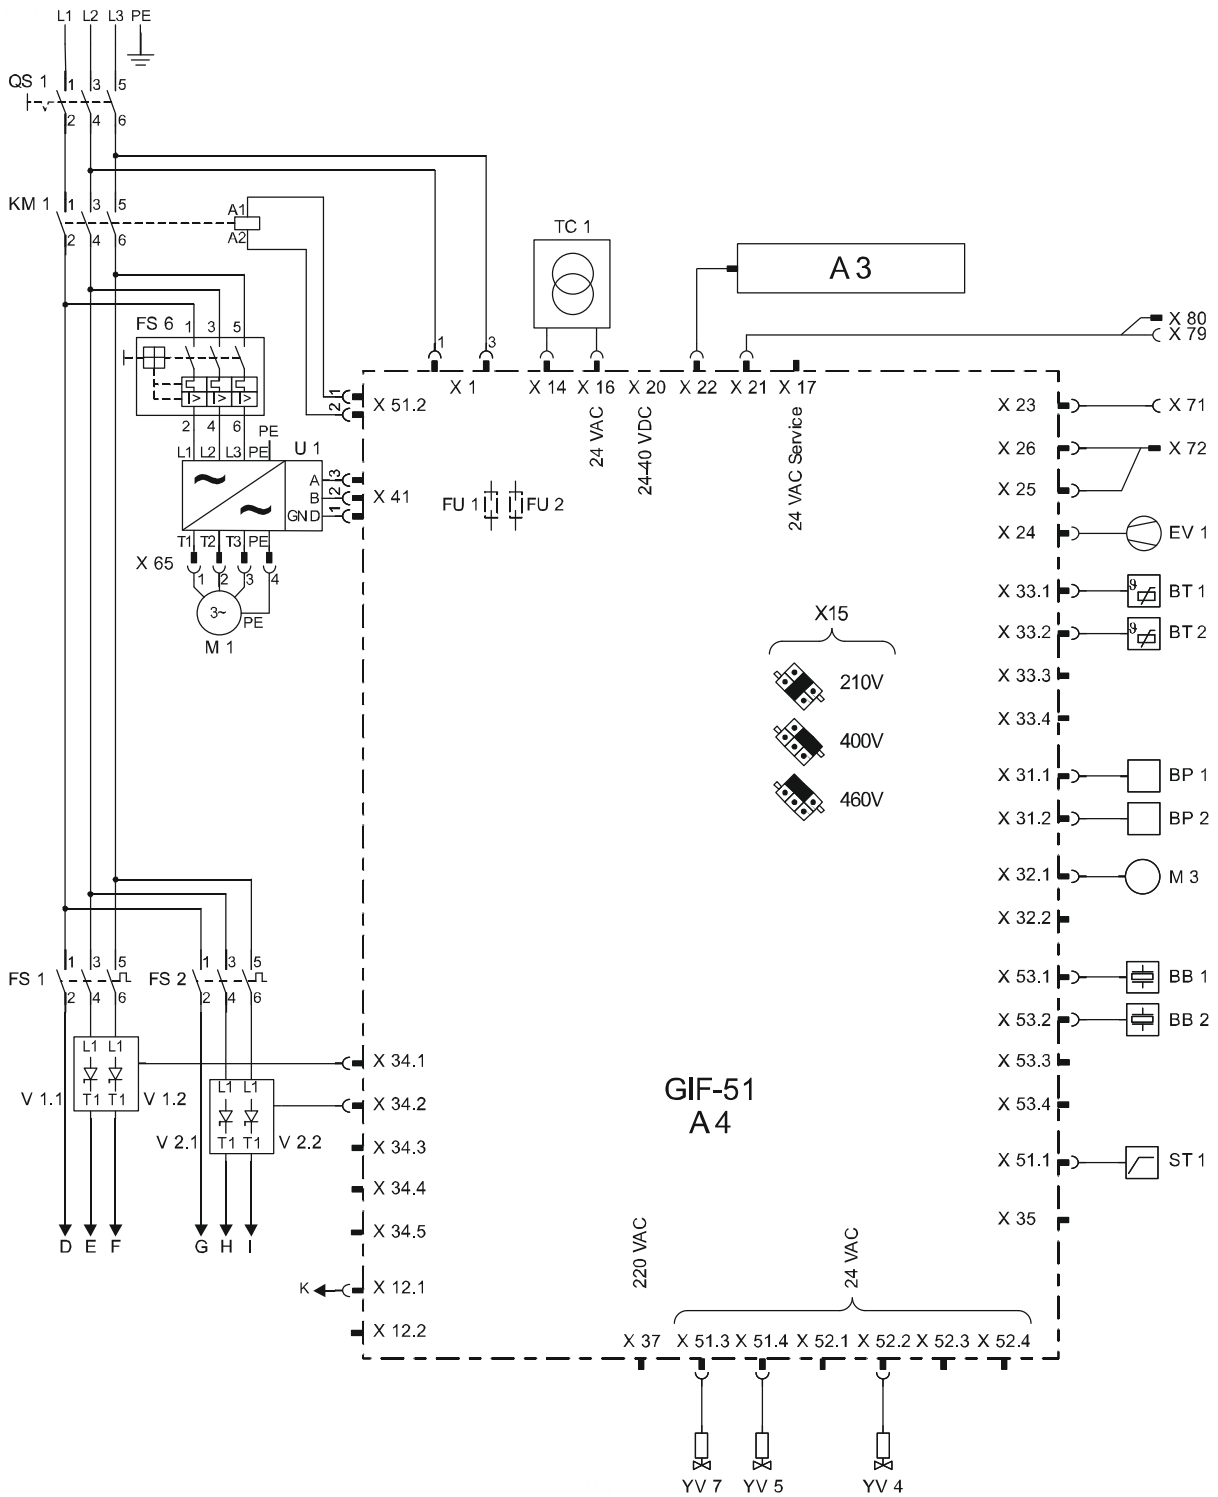 L1 L2 L3 PE
QS 1 1 3 5
2 4 6
KM 1 1 3 5 A1
2 4 6 A2
TC 1
A 3
X 80
X 79
FS 6 1 3 5
1 3
X 1 X 14 X 16 X 20 X 22 X 21 X 17
24 VAC
24-40 VDC
24 VAC Service
1
2
X 51.2
I> I> I>
2 4 6 PE
L1 L2 L3 PE U 1
~
~
A 3
B 2
GND 1
X 41
FU 1 FU 2
T1 T2 T3 PE
X 65
1 2 3 4
3~
PE
M 1
X 23 X 71
X 26 X 72
X 25
X 24 EV 1
X 33.1 ϑ BT 1
X 33.2 ϑ BT 2
X 33.3
X 33.4
X15
210V
400V
460V
X 31.1 BP 1
X 31.2 BP 2
X 32.1 M 3
X 32.2
X 53.1 BB 1
X 53.2 BB 2
X 53.3
X 53.4
X 51.1 ST 1
X 35
FS 1 1 3 5 FS 2 1 3 5
2 4 6 2 4 6
L1 L1
V 1.1 T1 T1 V 1.2
L1 L1
V 2.1 T1 T1 V 2.2
X 34.1
X 34.2
X 34.3
X 34.4
X 34.5
GIF-51
A 4
D E F G H I
K X 12.1
X 12.2
220 VAC
24 VAC
X 37 X 51.3 X 51.4 X 52.1 X 52.2 X 52.3 X 52.4
YV 7 YV 5 YV 4